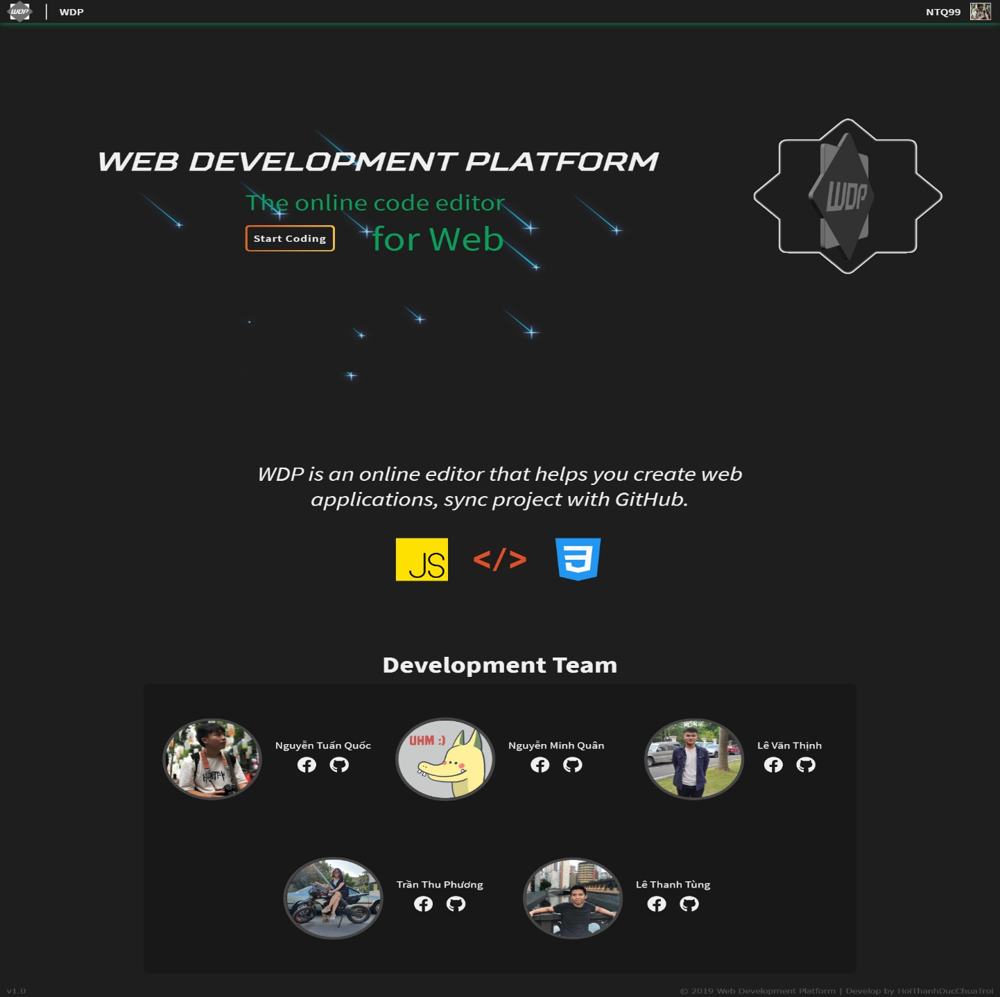 WDP
WDP
NTQ99
WEB DEVELOPMENT PLATFORM
The online code editor
Start Coding
for Web
WDP
WDP is an online editor that helps you create web
applications, sync project with GitHub.
JS
</>
Development Team
Nguyễn Tuấn Quốc
UHM :)
Nguyễn Minh Quân
Lê Văn Thịnh
Trần Thu Phương
Lê Thanh Tùng
v1.0
© 2019 Web Development Platform | Develop by HoiThanhDucChuaTroi